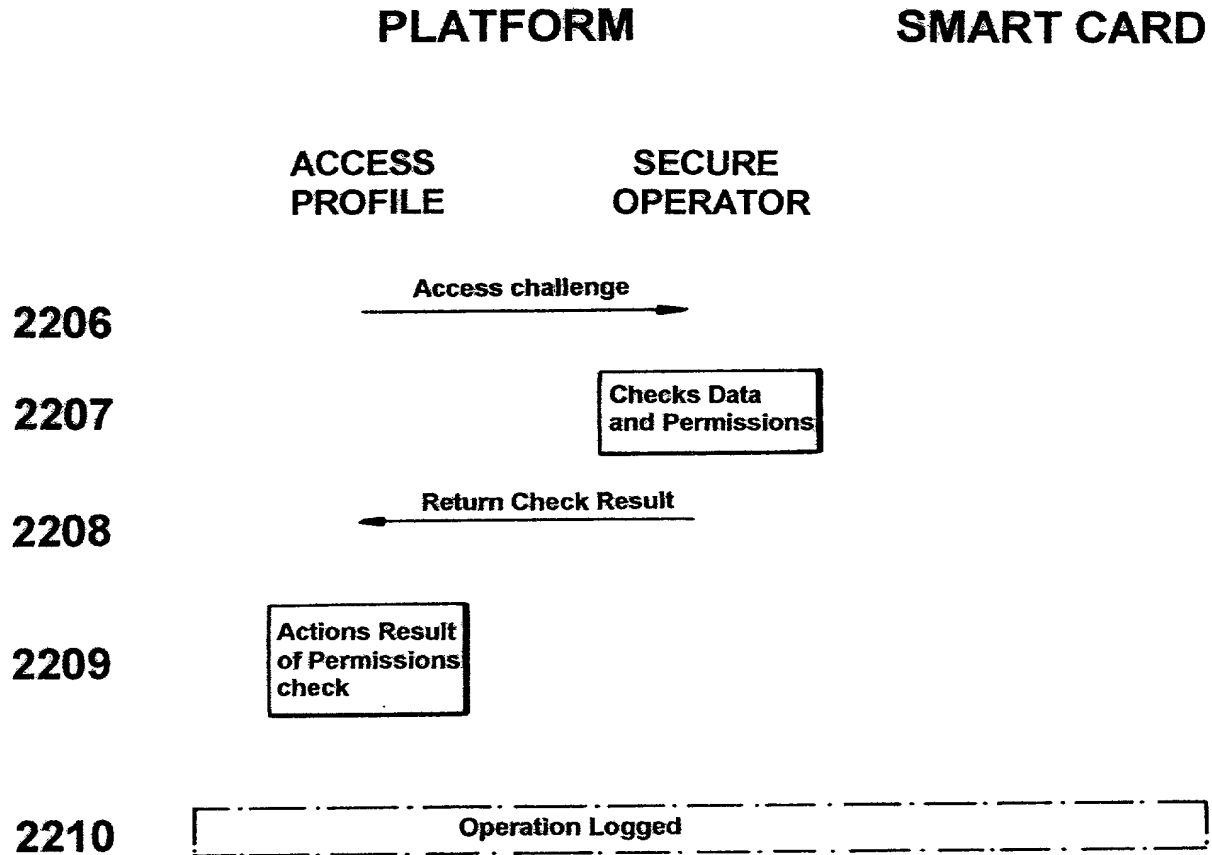 PLATFORM SMART CARD
ACCESS PROFILE
SECURE OPERATOR
2206
Access challenge
2207
Checks Data
and Permissions
2208
Return Check Result
2209
Actions Result
of Permissions
check
2210
Operation Logged